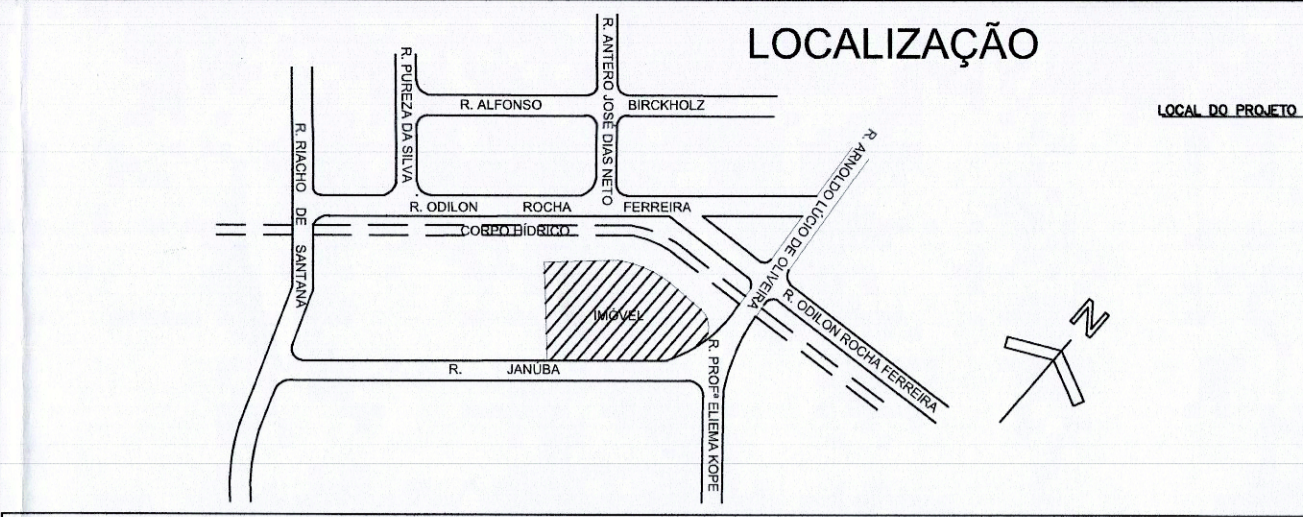 LOCALIZAÇÃO
LOCAL DO PROJETO
R. ANTERO JOSÉ DIAS NETO
R. PUREZA DA SILVA
R. ALFONSO BIRCKHOLZ
R. RIACHO DE SANTANA
R. ARNOLDO LÚCIO DE OLIVEIRA
R. ODILON ROCHA FERREIRA
CORPO HÍDRICO
IMÓVEL
R. ODILON ROCHA FERREIRA
N
R. JANUBA
R. PROFª ELIEMA KOPE